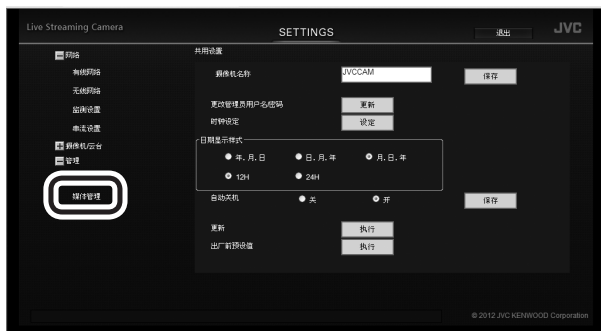 Live Streaming Camera
SETTINGS
退出
JVC
网络
有线网络
无线网络
监测设置
串流设置
摄像机/云台
管理
媒体管理
共用设置
摄像机名称
JVCCAM
保存
更改管理员用户名/密码
更新
时钟设定
设定
日期显示样式
年. 月. 日
日. 月. 年
月. 日. 年
12H
24H
自动关机
关
开
保存
更新
执行
出厂前预设值
执行
© 2012 JVC KENWOOD Corporation